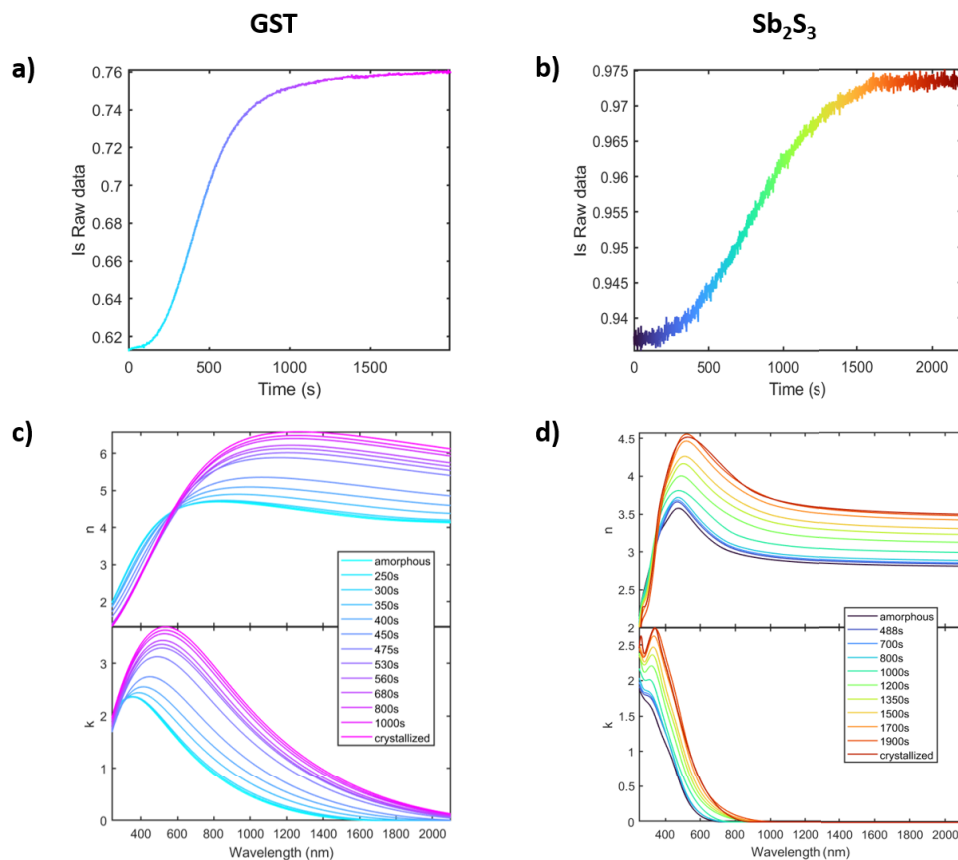 GST
Sb₂S₃
a)
0.76
0.74
0.72
0.7
0.68
0.66
0.64
0.62
Is Raw data
0 500 1000 1500
Time (s)
b)
0.975
0.97
0.965
0.96
0.955
0.95
0.945
0.94
Is Raw data
0 500 1000 1500 2000
Time (s)
c)
6
5
4
3
2
n
3
2
1
0
k
400 600 800 1000 1200 1400 1600 1800 2000
Wavelength (nm)
amorphous
250s
300s
350s
400s
450s
475s
530s
560s
680s
800s
1000s
crystallized
d)
4.5
4
3.5
3
2.5
2
n
2.5
2
1.5
1
0.5
0
k
400 600 800 1000 1200 1400 1600 1800 2000
Wavelength (nm)
amorphous
488s
700s
800s
1000s
1200s
1350s
1500s
1700s
1900s
crystallized